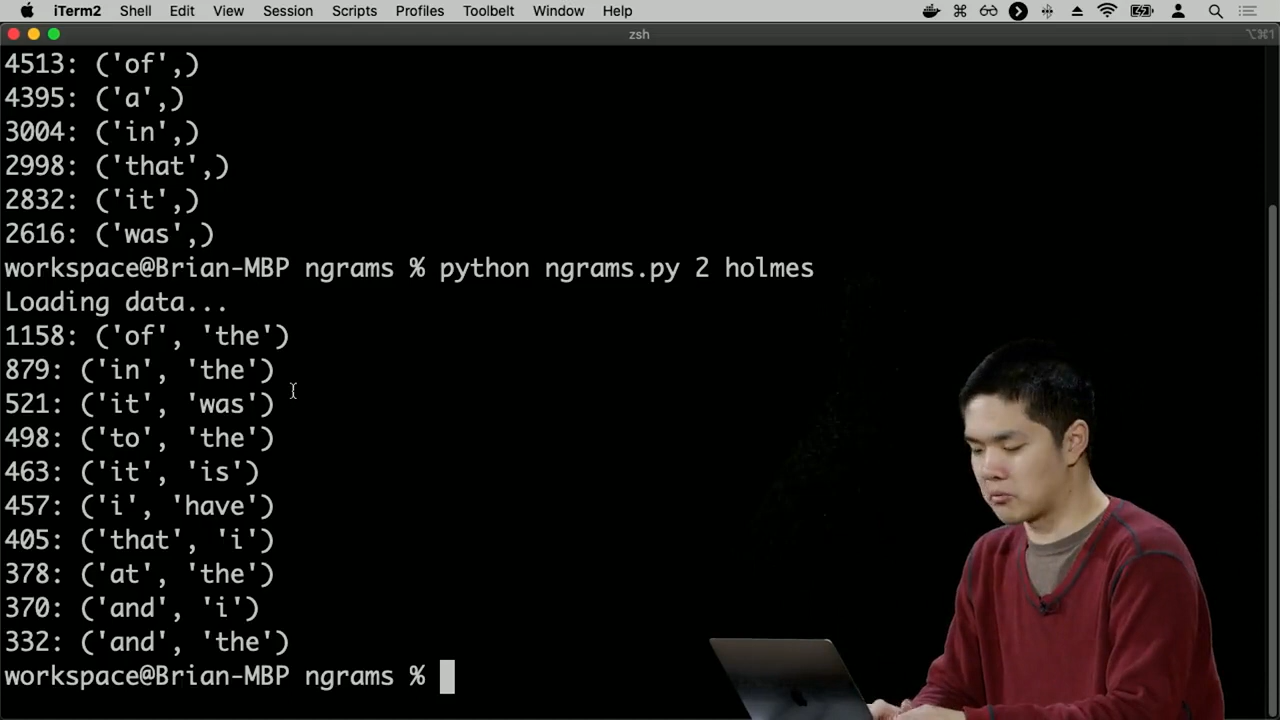 iTerm2 Shell Edit View Session Scripts Profiles Toolbelt Window Help
zsh
⌥⌘1
4513: ('of',)
4395: ('a',)
3004: ('in',)
2998: ('that',)
2832: ('it',)
2616: ('was',)
workspace@Brian-MBP ngrams % python ngrams.py 2 holmes
Loading data...
1158: ('of', 'the')
879: ('in', 'the')
521: ('it', 'was')
498: ('to', 'the')
463: ('it', 'is')
457: ('i', 'have')
405: ('that', 'i')
378: ('at', 'the')
370: ('and', 'i')
332: ('and', 'the')
workspace@Brian-MBP ngrams %